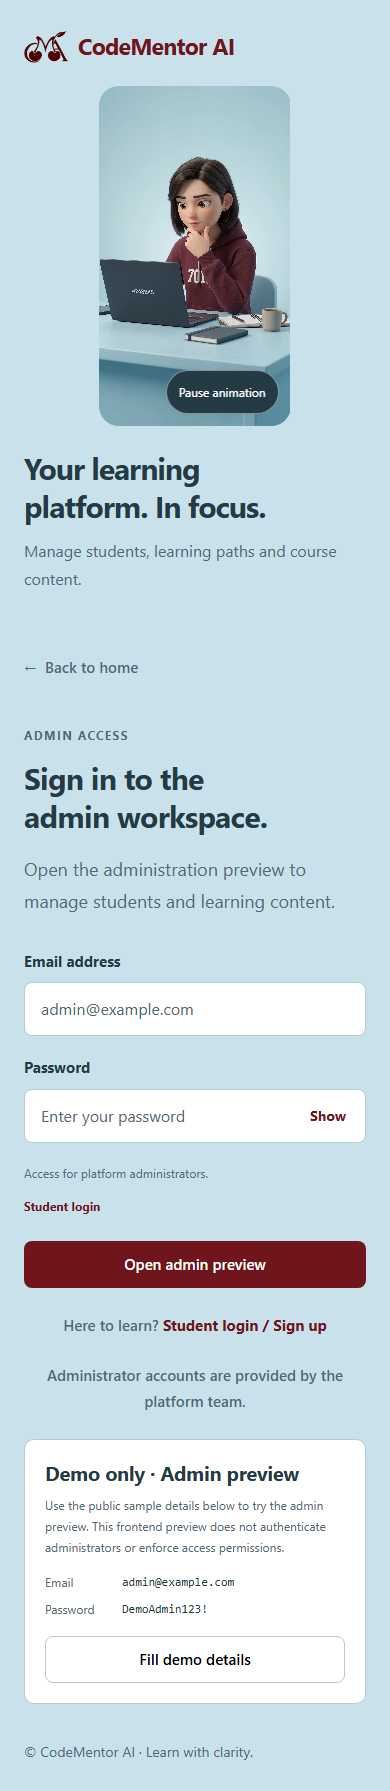 CodeMentor AI
Pause animation
Your learning
platform. In focus.
Manage students, learning paths and course
content.
← Back to home
ADMIN ACCESS
Sign in to the
admin workspace.
Open the administration preview to
manage students and learning content.
Email address
admin@example.com
Password
Enter your password
Show
Access for platform administrators.
Student login
Open admin preview
Here to learn? Student login / Sign up
Administrator accounts are provided by the
platform team.
Demo only · Admin preview
Use the public sample details below to try the admin
preview. This frontend preview does not authenticate
administrators or enforce access permissions.
Email admin@example.com
Password DemoAdmin123!
Fill demo details
© CodeMentor AI · Learn with clarity.